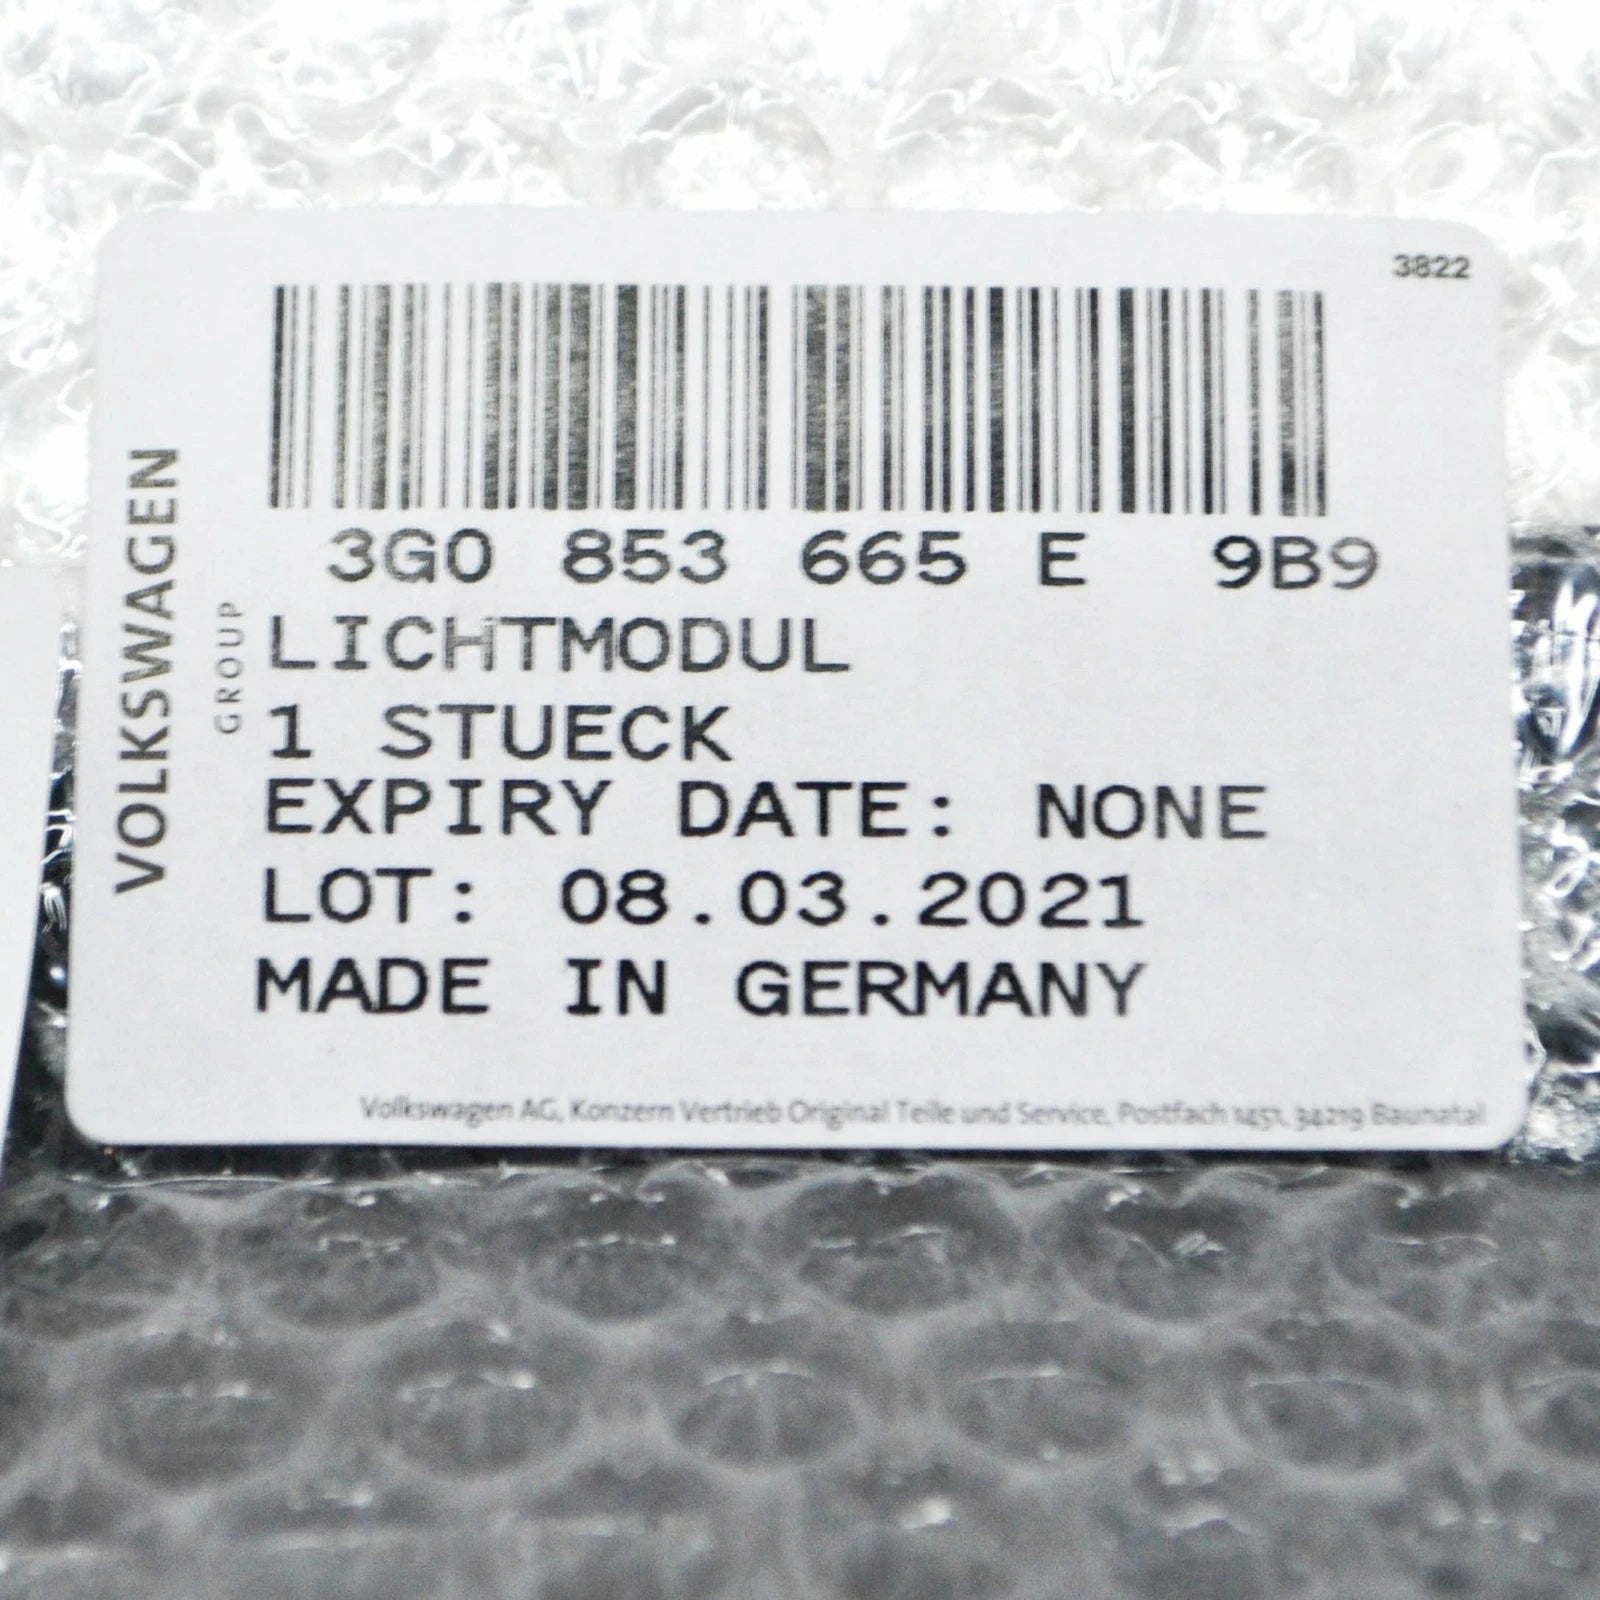 3822
3G0 853 665 E 9B9
LICHTMODUL
1 STUECK
EXPIRY DATE: NONE
LOT: 08.03.2021
MADE IN GERMANY
VOLKSWAGEN
GROUP
Volkswagen AG, Konzern Vertrieb Original Teile und Service, Postfach 1451, 34219 Baunatal